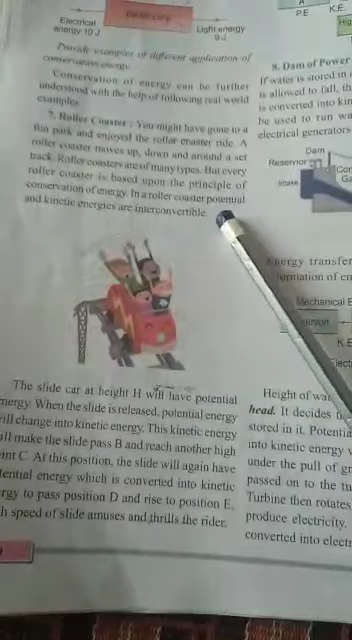 Electrical
energy 10 J
Light energy
9 J
Provide examples of different application of
conservation energy.
Conservation of energy can be further
understood with the help of following real world
examples
7. Roller Coaster : You might have gone to a
fun park and enjoyed the roller coaster ride. A
roller coaster moves up, down and around a set
track. Roller coasters are of many types. But every
roller coaster is based upon the principle of
conservation of energy. In a roller coaster potential
and kinetic energies are interconvertible.
The slide car at height H will have potential
energy. When the slide is released, potential energy
will change into kinetic energy. This kinetic energy
will make the slide pass B and reach another high
point C. At this position, the slide will again have
tential energy which is converted into kinetic
rgy to pass position D and rise to position E.
h speed of slide amuses and thrills the rider.
A
P.E
K.E.
8. Dam of Power
If water is stored in
is allowed to fall, th
is converted into kin
be used to run wa
electrical generators
Dam
Reservoir
Intake
Energy transfer
formation of en
Mechanical E
K.E
Height of wat
head. It decides
stored in it. Potentia
into kinetic energy
under the pull of gr
passed on to the tu
Turbine then rotates
produce electricity.
converted into electr